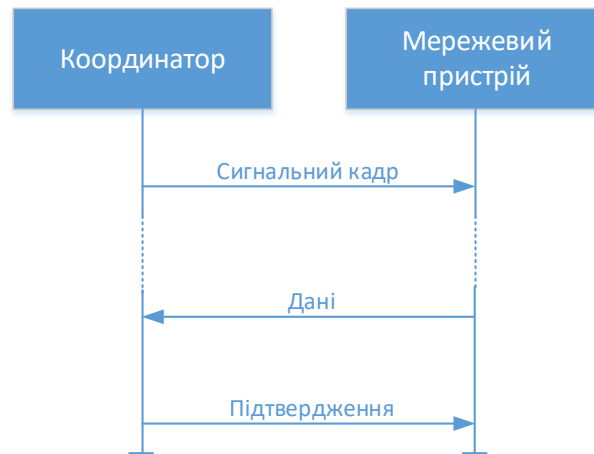 Координатор
Мережевий
пристрій
Сигнальний кадр
Дані
Підтвердження